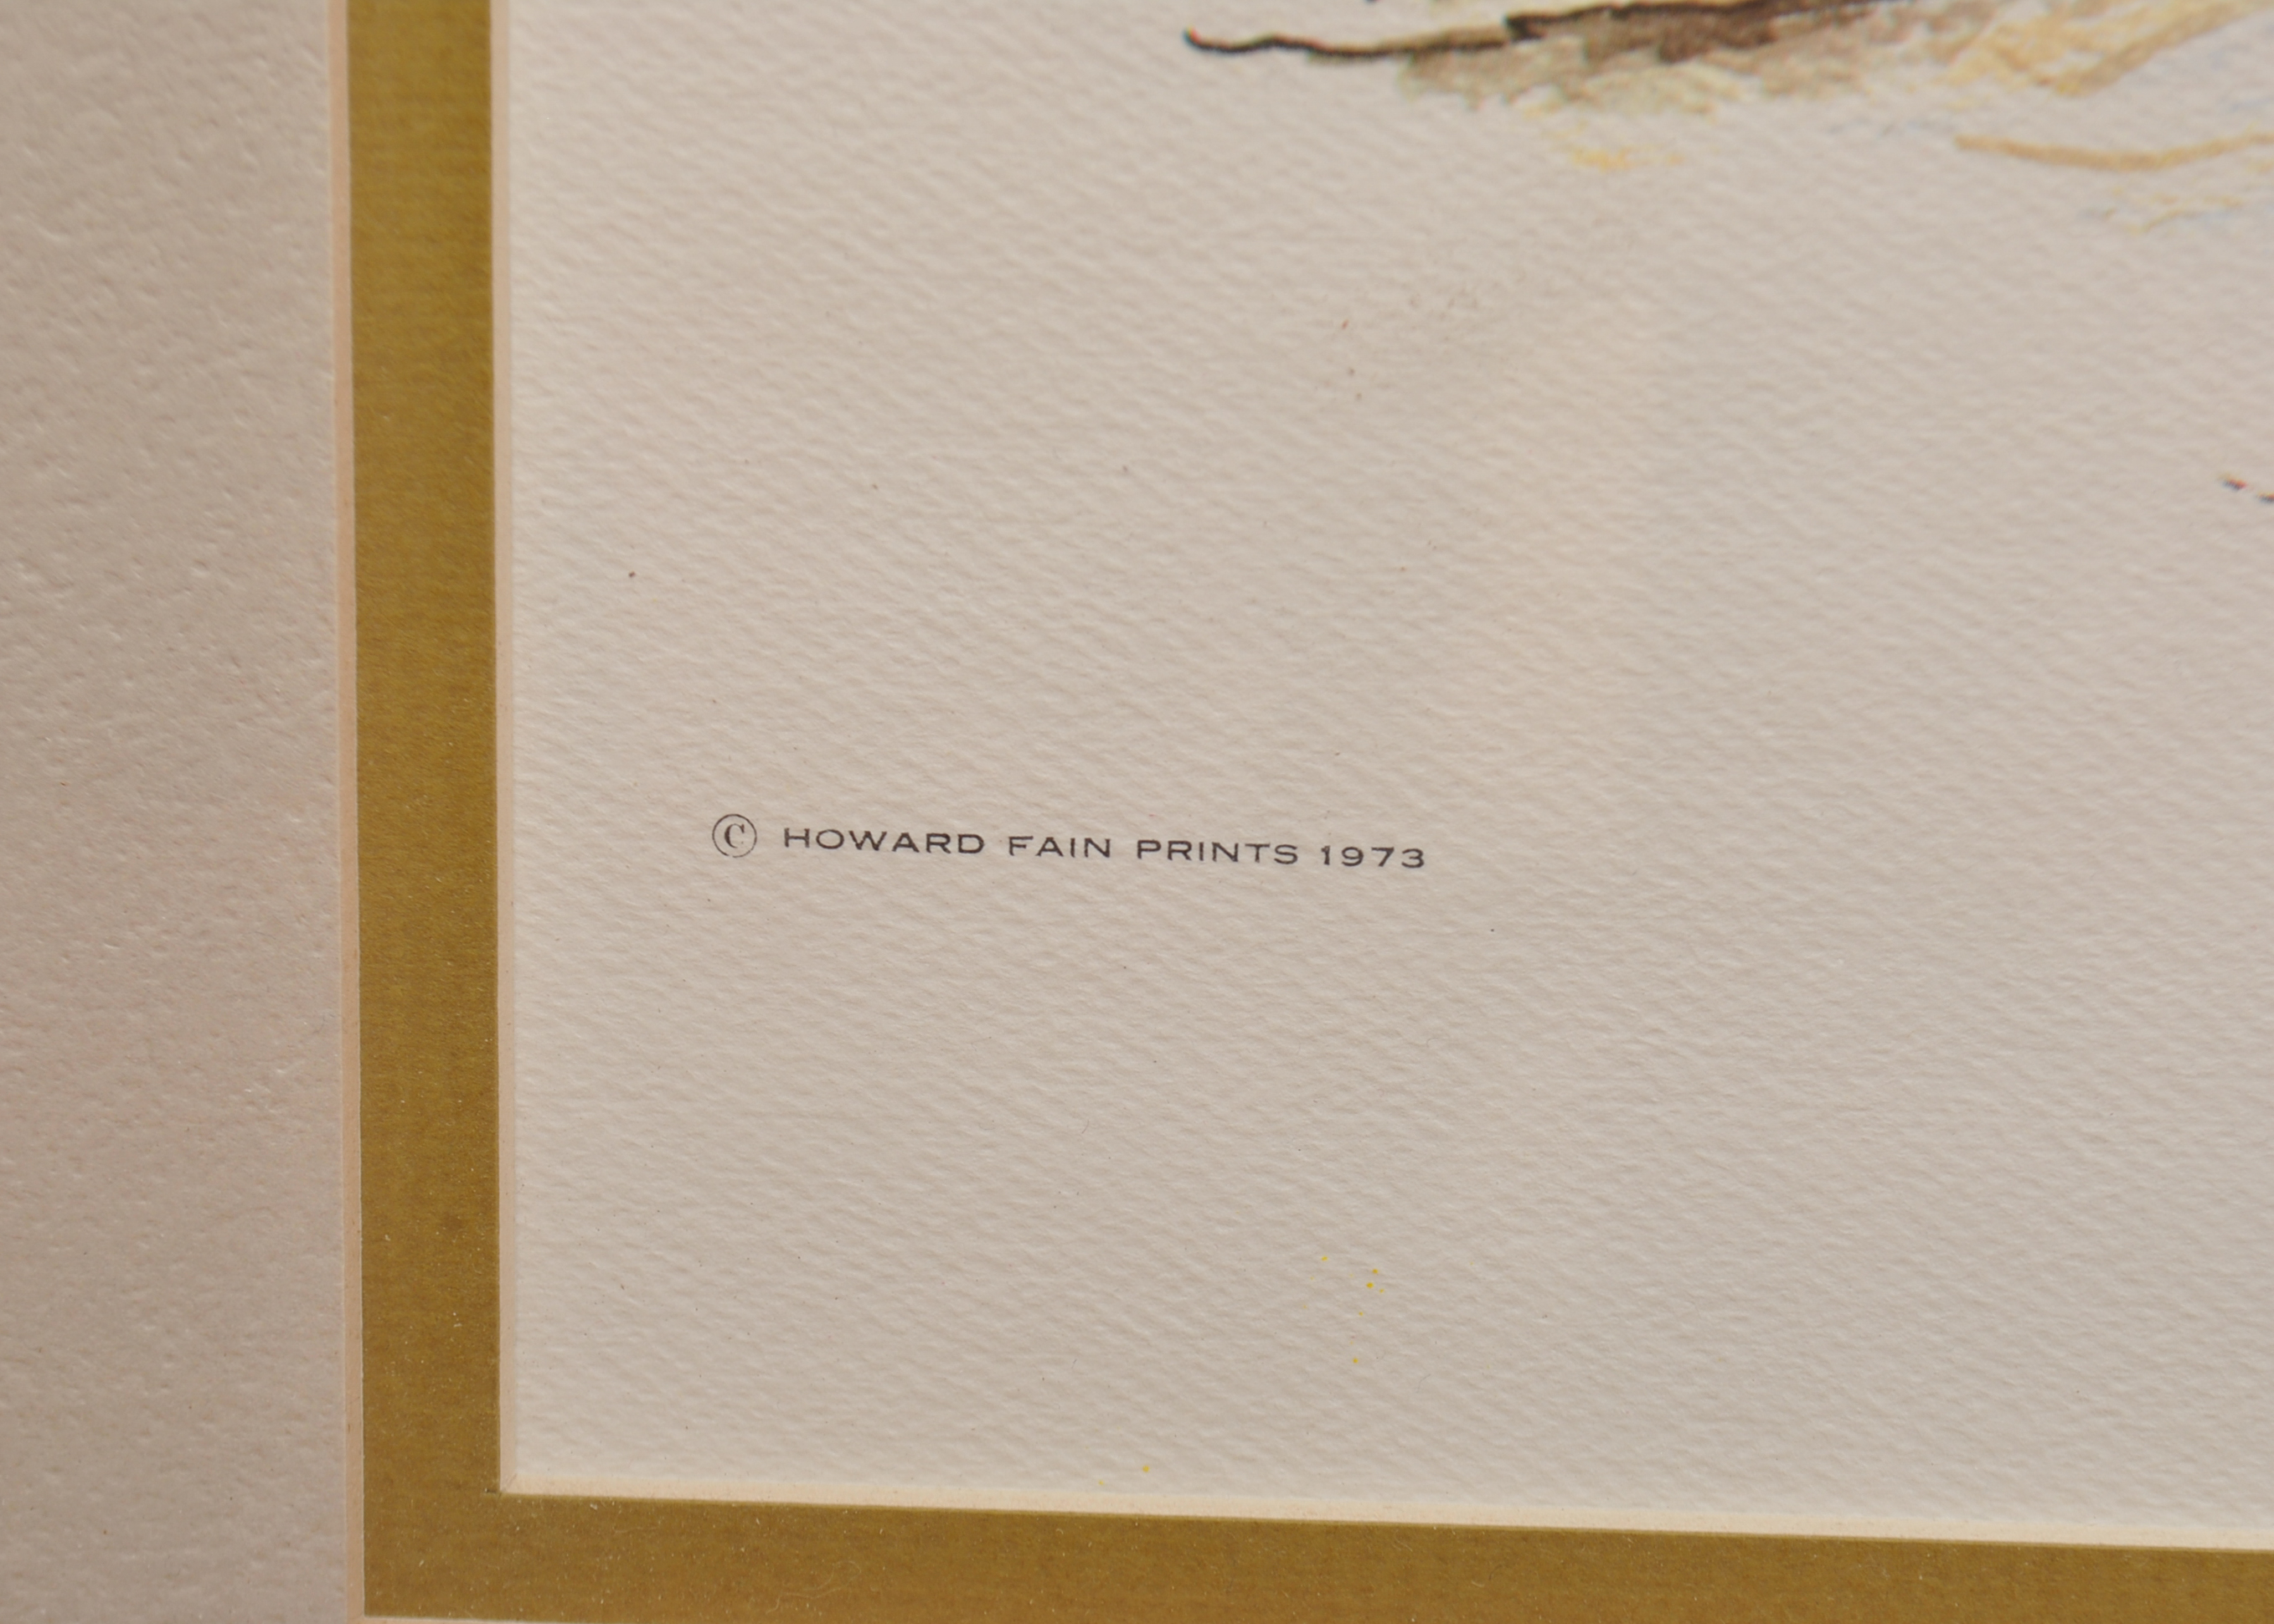 © HOWARD FAIN PRINTS 1973